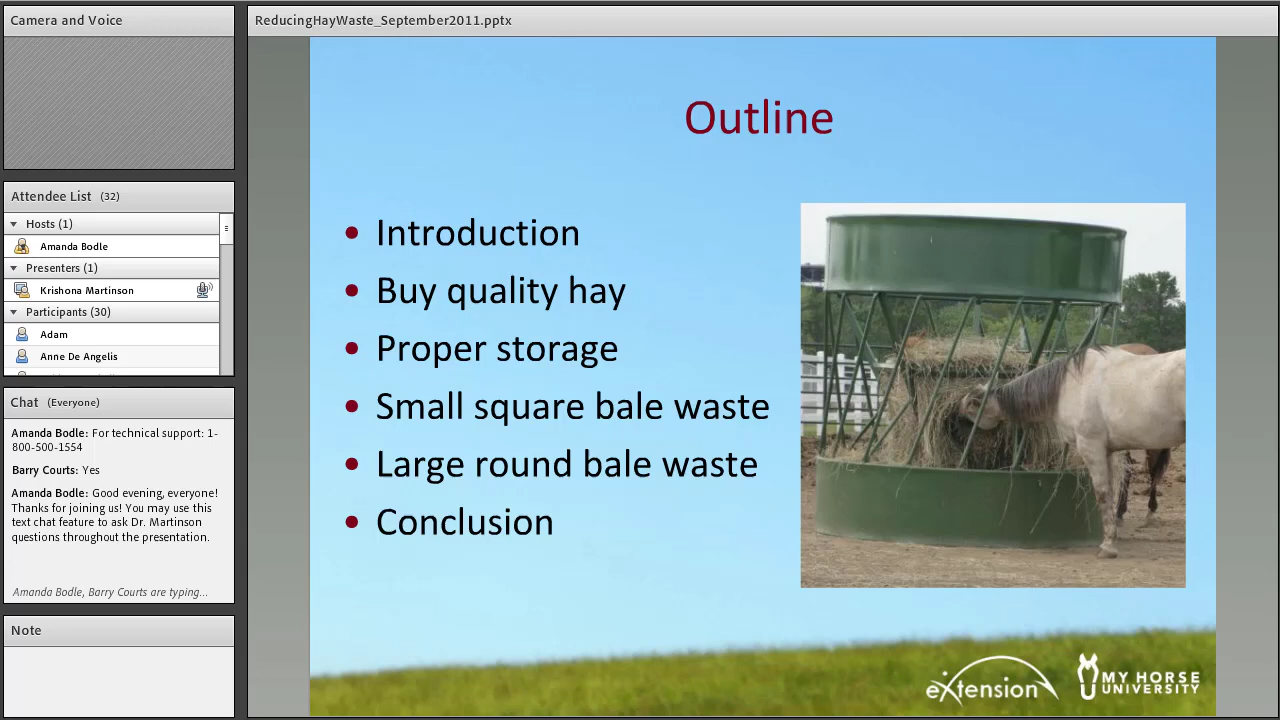 Camera and Voice
Attendee List (32)
Hosts (1)
Amanda Bodle
Presenters (1)
Krishona Martinson
Participants (30)
Adam
Anne De Angelis
Chat (Everyone)
Amanda Bodle: For technical support: 1-
800-500-1554
Barry Courts: Yes
Amanda Bodle: Good evening, everyone!
Thanks for joining us! You may use this
text chat feature to ask Dr. Martinson
questions throughout the presentation.
Amanda Bodle, Barry Courts are typing...
Note
ReducingHayWaste_September2011.pptx
Outline
• Introduction
• Buy quality hay
• Proper storage
• Small square bale waste
• Large round bale waste
• Conclusion
eXtension
MY HORSE
UNIVERSITY